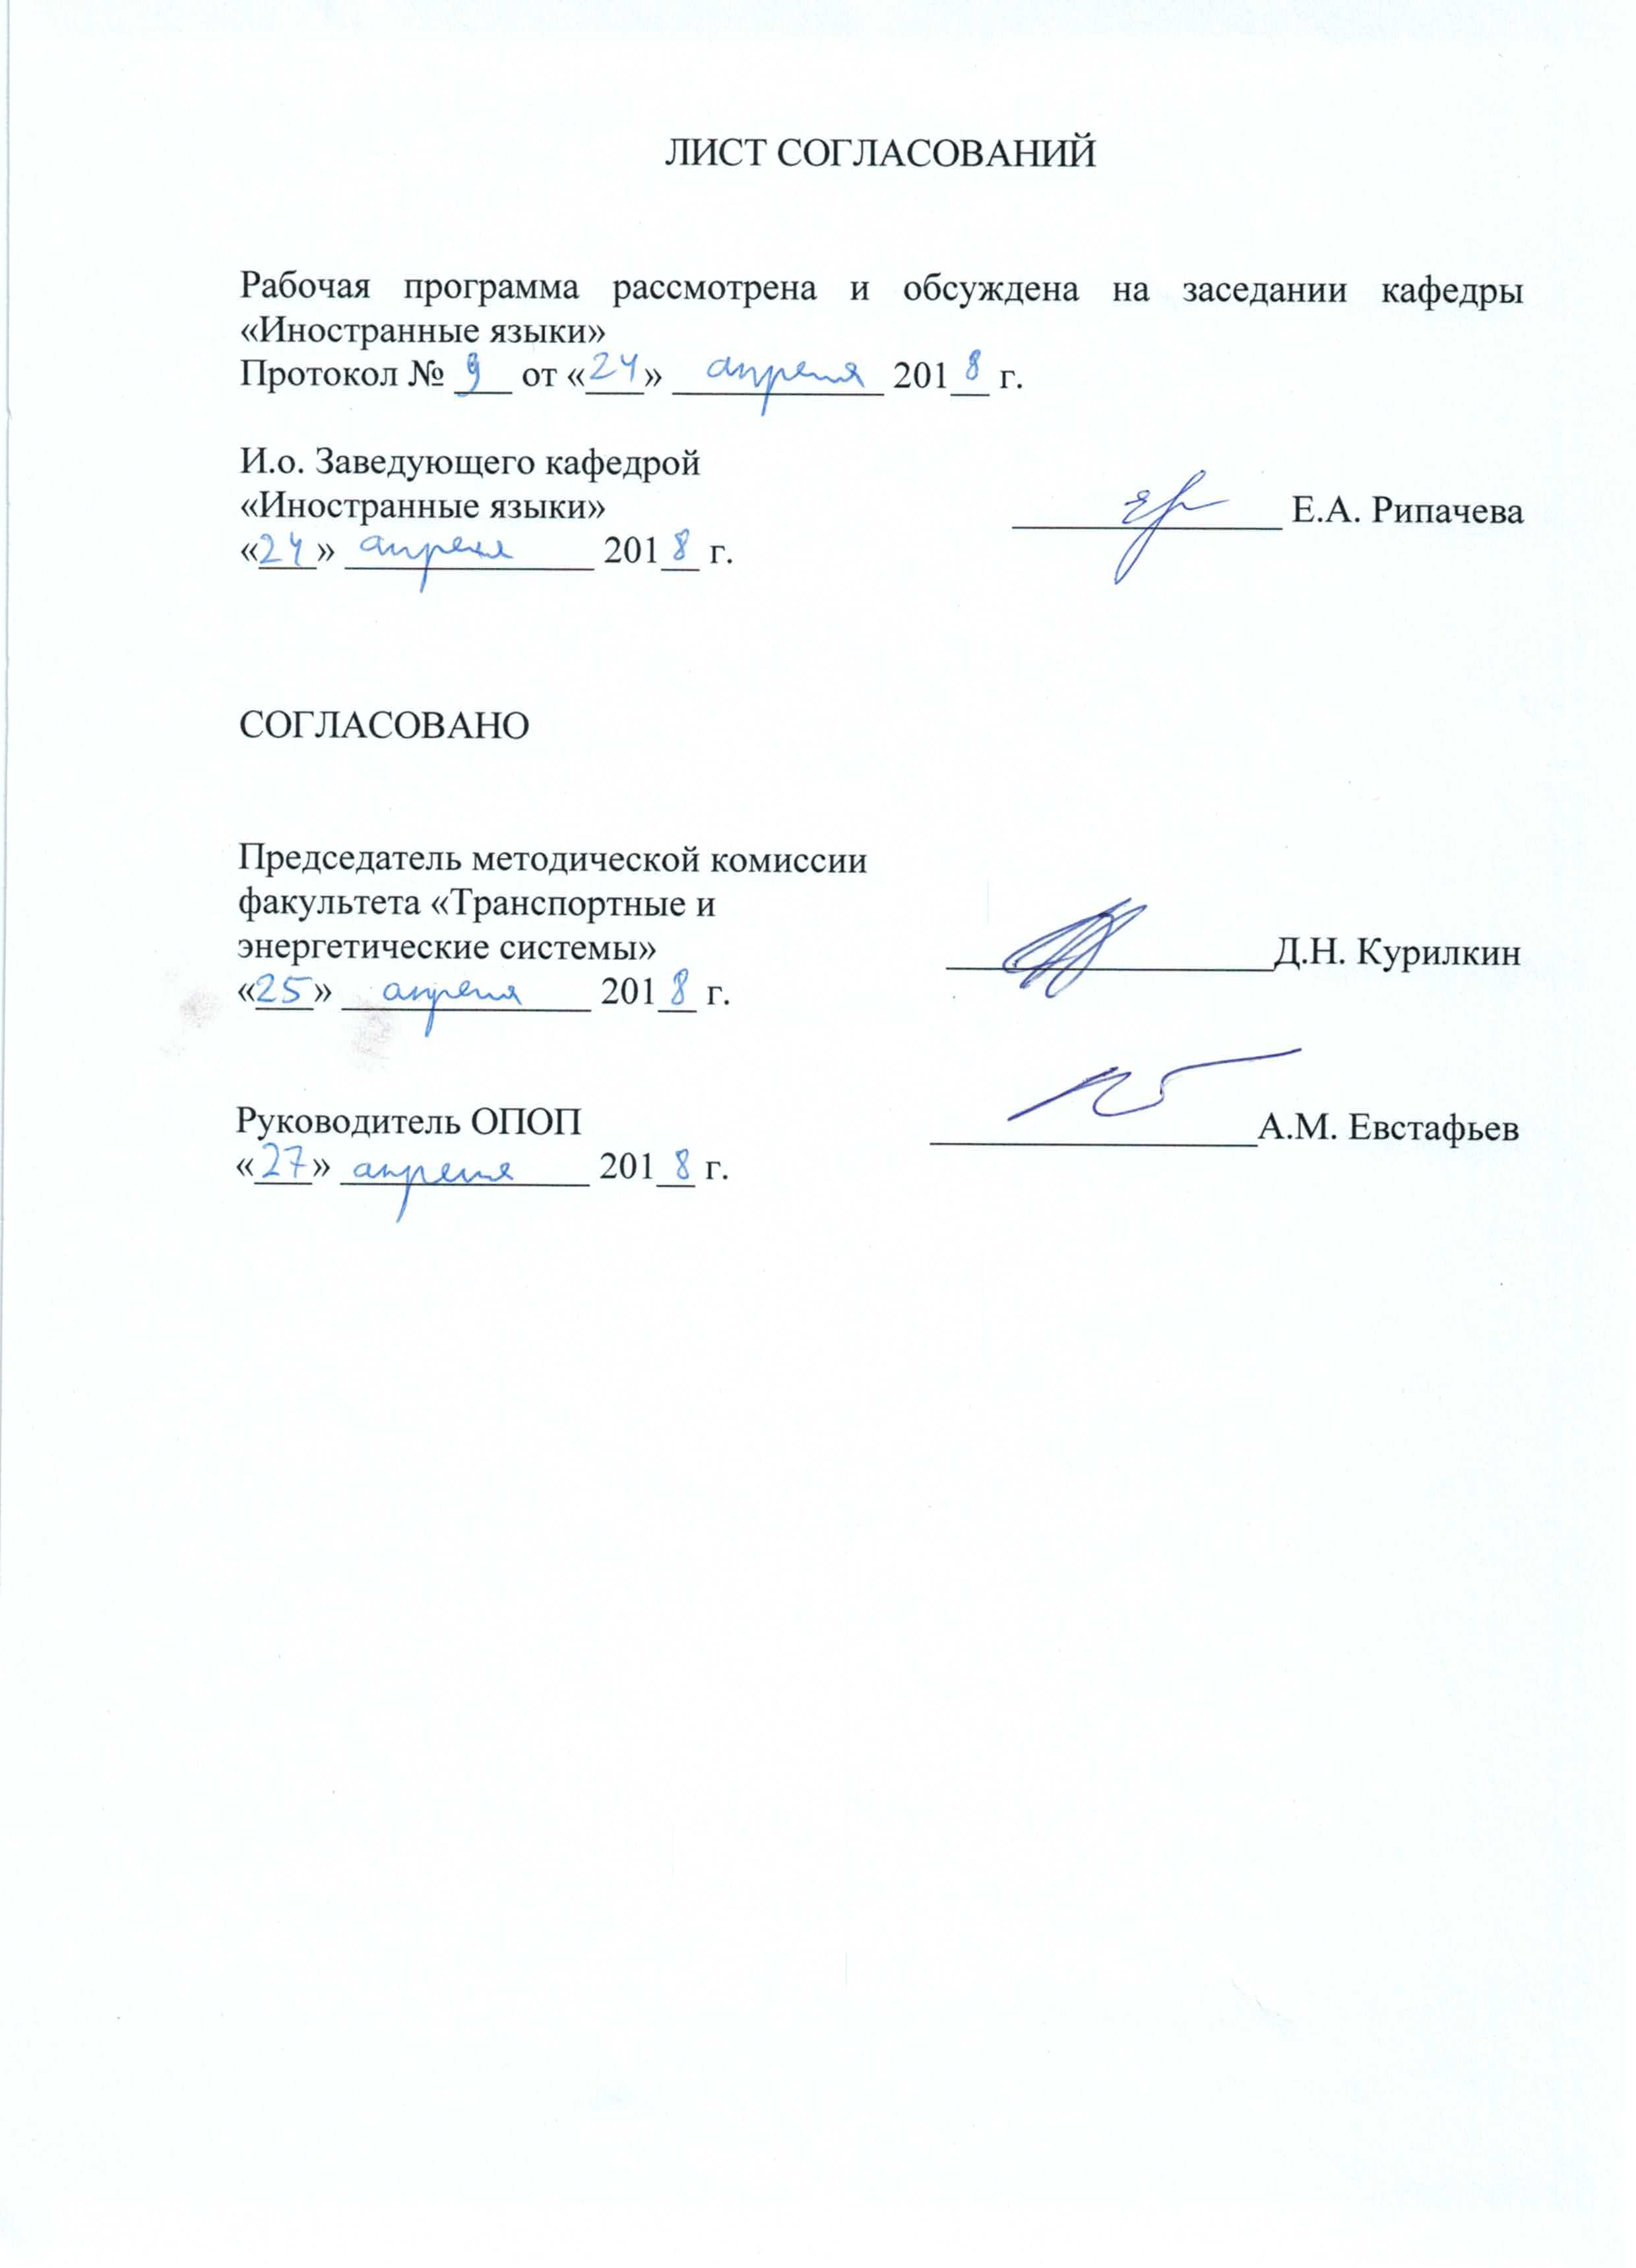 ЛИСТ СОГЛАСОВАНИЙ
Рабочая программа рассмотрена и обсуждена на заседании кафедры
«Иностранные языки»
Протокол № 9 от «24» апреля 2018 г.
И.о. Заведующего кафедрой
«Иностранные языки» Е.А. Рипачева
«24» апреля 2018 г.
СОГЛАСОВАНО
Председатель методической комиссии
факультета «Транспортные и
энергетические системы» Д.Н. Курилкин
«25» апреля 2018 г.
Руководитель ОПОП А.М. Евстафьев
«27» апреля 2018 г.